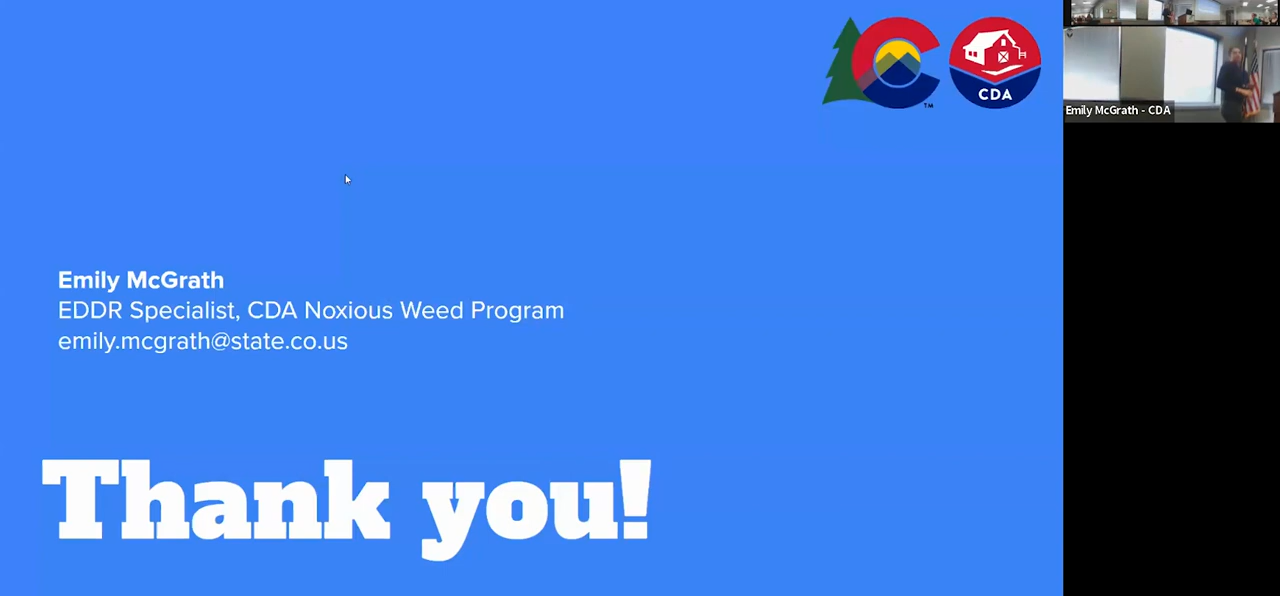 TM
CDA
Emily McGrath - CDA
Emily McGrath
EDDR Specialist, CDA Noxious Weed Program
emily.mcgrath@state.co.us
Thank you!